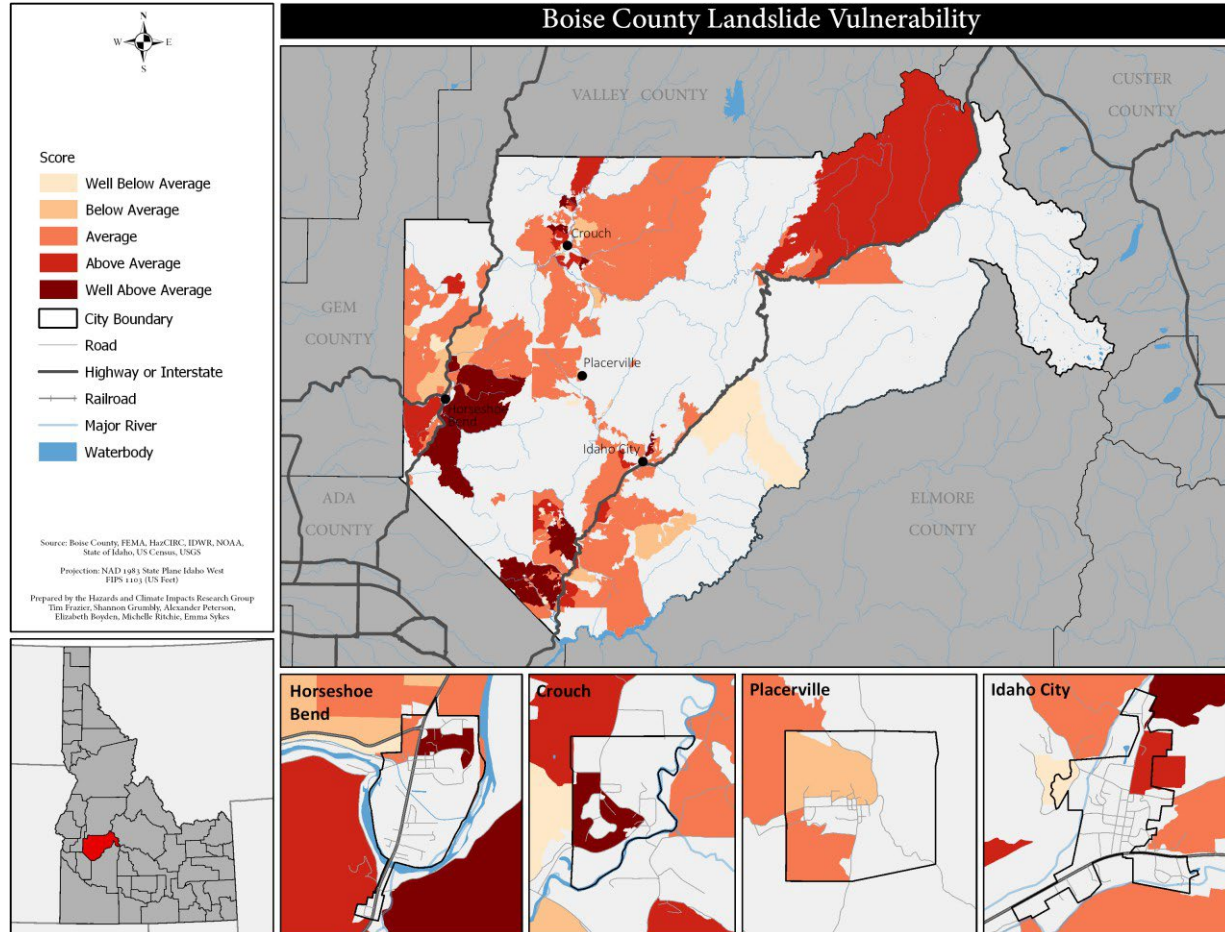 Boise County Landslide Vulnerability
N
W E
S
Score
Well Below Average
Below Average
Average
Above Average
Well Above Average
City Boundary
Road
Highway or Interstate
Railroad
Major River
Waterbody
Source: Boise County, FEMA, HazCIRC, IDWR, NOAA,
State of Idaho, US Census, USGS
Projection: NAD 1983 State Plane Idaho West
FIPS 1103 (US Feet)
Prepared by the Hazards and Climate Impacts Research Group
Tim Frazier, Shannon Grumbly, Alexander Peterson,
Elizabeth Boyden, Michelle Ritchie, Emma Sykes
VALLEY COUNTY
CUSTER
COUNTY
Crouch
GEM
COUNTY
Placerville
Horseshoe
Bend
Idaho City
ADA
COUNTY
ELMORE
COUNTY
Horseshoe
Bend
Crouch
Placerville
Idaho City